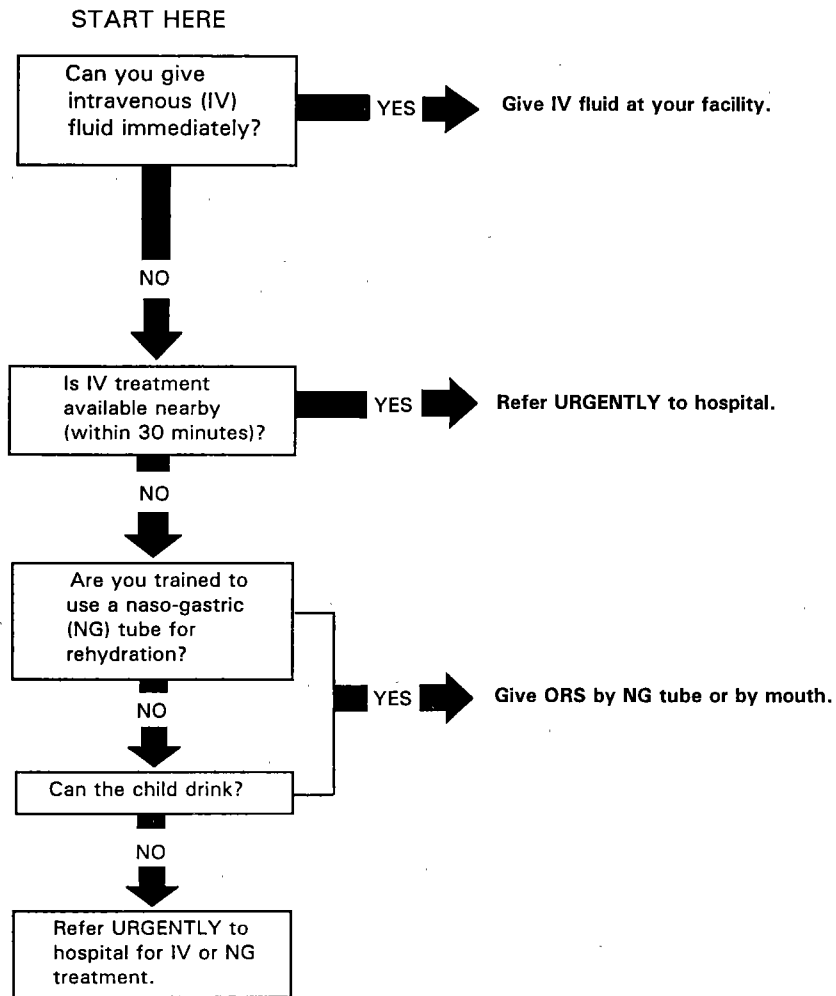 START HERE
Can you give
intravenous (IV)
fluid immediately?
YES
Give IV fluid at your facility.
NO
Is IV treatment
available nearby
(within 30 minutes)?
YES
Refer URGENTLY to hospital.
NO
Are you trained to
use a naso-gastric
(NG) tube for
rehydration?
YES
Give ORS by NG tube or by mouth.
NO
Can the child drink?
NO
Refer URGENTLY to
hospital for IV or NG
treatment.